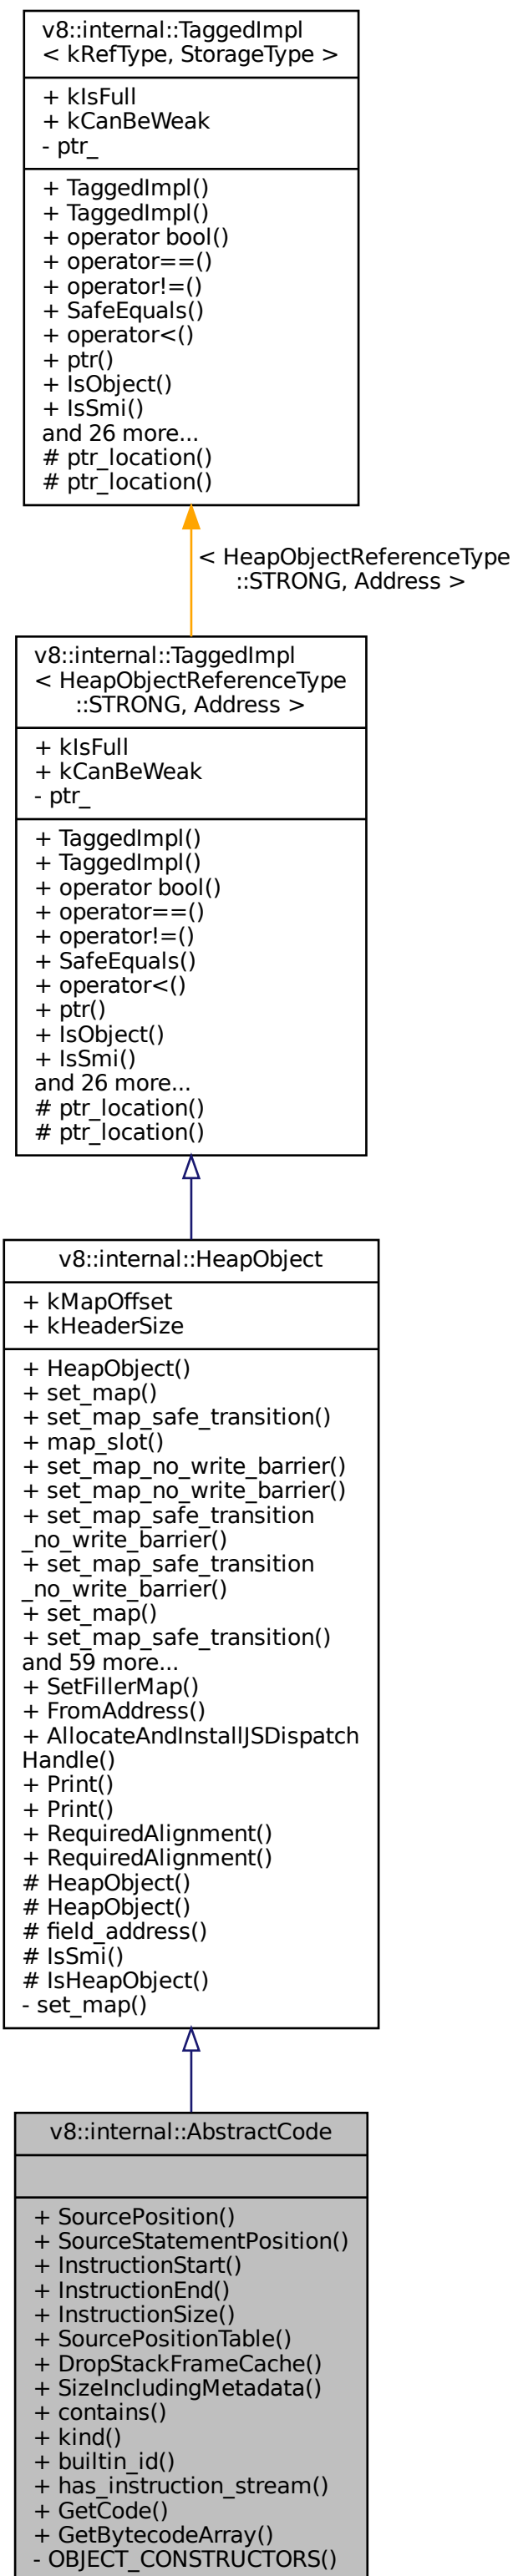 v8::internal::TaggedImpl
< kRefType, StorageType >
+ kIsFull
+ kCanBeWeak
- ptr_
+ TaggedImpl()
+ TaggedImpl()
+ operator bool()
+ operator==()
+ operator!=()
+ SafeEquals()
+ operator<()
+ ptr()
+ IsObject()
+ IsSmi()
and 26 more...
# ptr_location()
# ptr_location()
< HeapObjectReferenceType
::STRONG, Address >
v8::internal::TaggedImpl
< HeapObjectReferenceType
::STRONG, Address >
+ kIsFull
+ kCanBeWeak
- ptr_
+ TaggedImpl()
+ TaggedImpl()
+ operator bool()
+ operator==()
+ operator!=()
+ SafeEquals()
+ operator<()
+ ptr()
+ IsObject()
+ IsSmi()
and 26 more...
# ptr_location()
# ptr_location()
v8::internal::HeapObject
+ kMapOffset
+ kHeaderSize
+ HeapObject()
+ set_map()
+ set_map_safe_transition()
+ map_slot()
+ set_map_no_write_barrier()
+ set_map_no_write_barrier()
+ set_map_safe_transition
_no_write_barrier()
+ set_map_safe_transition
_no_write_barrier()
+ set_map()
+ set_map_safe_transition()
and 59 more...
+ SetFillerMap()
+ FromAddress()
+ AllocateAndInstallJSDispatch
Handle()
+ Print()
+ Print()
+ RequiredAlignment()
+ RequiredAlignment()
# HeapObject()
# HeapObject()
# field_address()
# IsSmi()
# IsHeapObject()
- set_map()
v8::internal::AbstractCode
+ SourcePosition()
+ SourceStatementPosition()
+ InstructionStart()
+ InstructionEnd()
+ InstructionSize()
+ SourcePositionTable()
+ DropStackFrameCache()
+ SizeIncludingMetadata()
+ contains()
+ kind()
+ builtin_id()
+ has_instruction_stream()
+ GetCode()
+ GetBytecodeArray()
- OBJECT_CONSTRUCTORS()